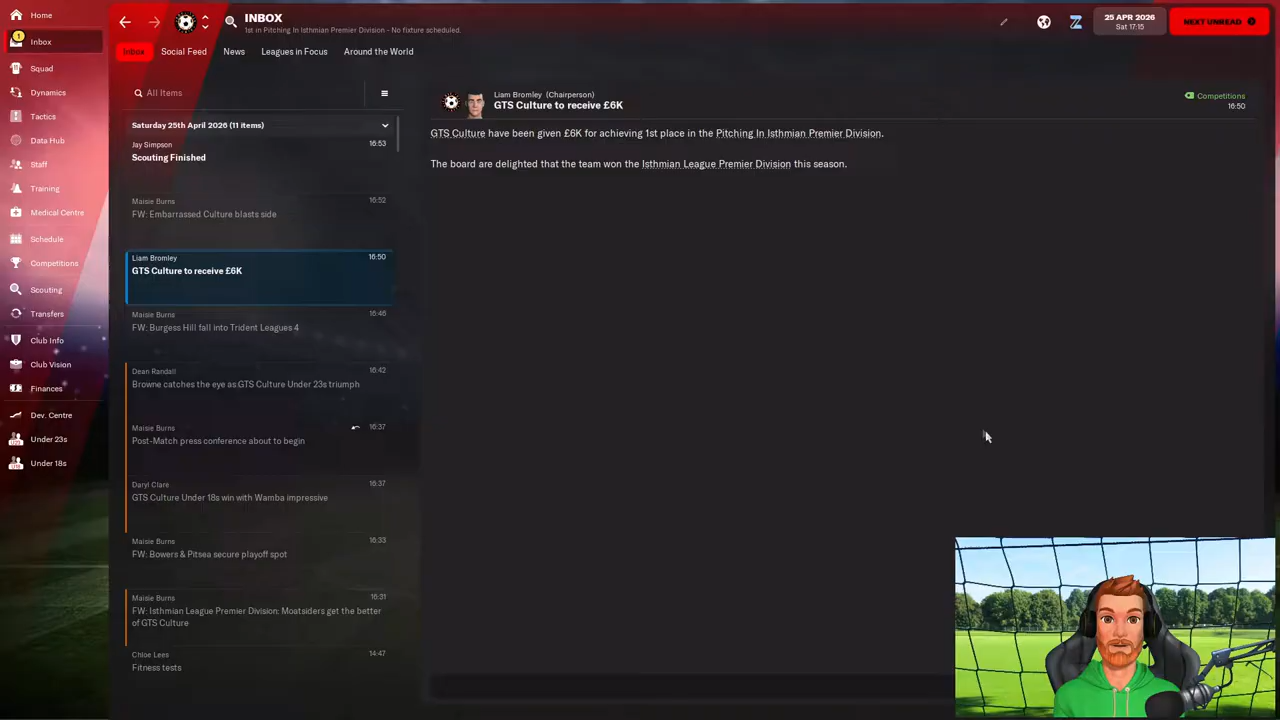 Home
1
Inbox
Squad
Dynamics
Tactics
Data Hub
Staff
Training
Medical Centre
Schedule
Competitions
Scouting
Transfers
Club Info
Club Vision
Finances
Dev. Centre
Under 23s
Under 18s
INBOX
1st in Pitching In Isthmian Premier Division - No fixture scheduled.
25 APR 2026
Sat 17:15
NEXT UNREAD
Inbox
Social Feed
News
Leagues in Focus
Around the World
All Items
Saturday 25th April 2026 (11 items)
Jay Simpson 16:53
Scouting Finished
Maisie Burns 16:52
FW: Embarrassed Culture blasts side
Liam Bromley 16:50
GTS Culture to receive £6K
Maisie Burns 16:46
FW: Burgess Hill fall into Trident Leagues 4
Dean Randall 16:42
Browne catches the eye as GTS Culture Under 23s triumph
Maisie Burns 16:37
Post-Match press conference about to begin
Daryl Clare 16:37
GTS Culture Under 18s win with Wamba impressive
Maisie Burns 16:33
FW: Bowers & Pitsea secure playoff spot
Maisie Burns 16:31
FW: Isthmian League Premier Division: Moatsiders get the better
of GTS Culture
Chloe Lees 14:47
Fitness tests
Liam Bromley (Chairperson)
GTS Culture to receive £6K
Competitions
16:50
GTS Culture have been given £6K for achieving 1st place in the Pitching In Isthmian Premier Division.
The board are delighted that the team won the Isthmian League Premier Division this season.